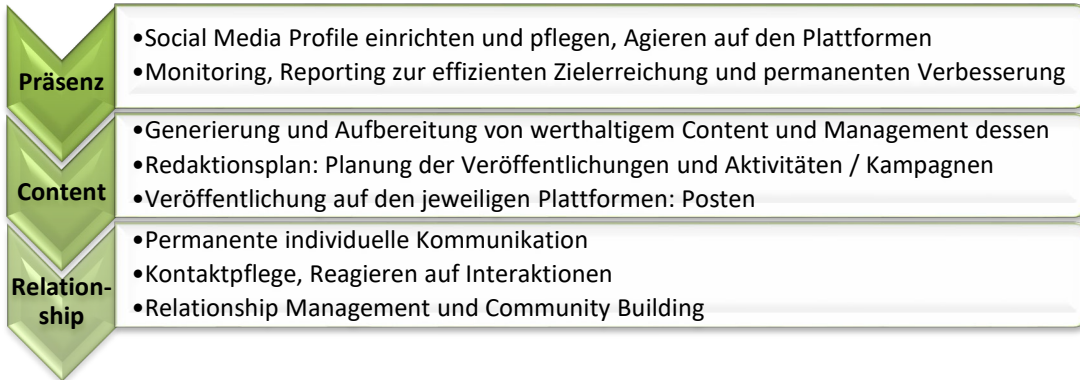 Präsenz
•Social Media Profile einrichten und pflegen, Agieren auf den Plattformen
•Monitoring, Reporting zur effizienten Zielerreichung und permanenten Verbesserung
Content
•Generierung und Aufbereitung von werthaltigem Content und Management dessen
•Redaktionsplan: Planung der Veröffentlichungen und Aktivitäten / Kampagnen
•Veröffentlichung auf den jeweiligen Plattformen: Posten
Relation-
ship
•Permanente individuelle Kommunikation
•Kontaktpflege, Reagieren auf Interaktionen
•Relationship Management und Community Building